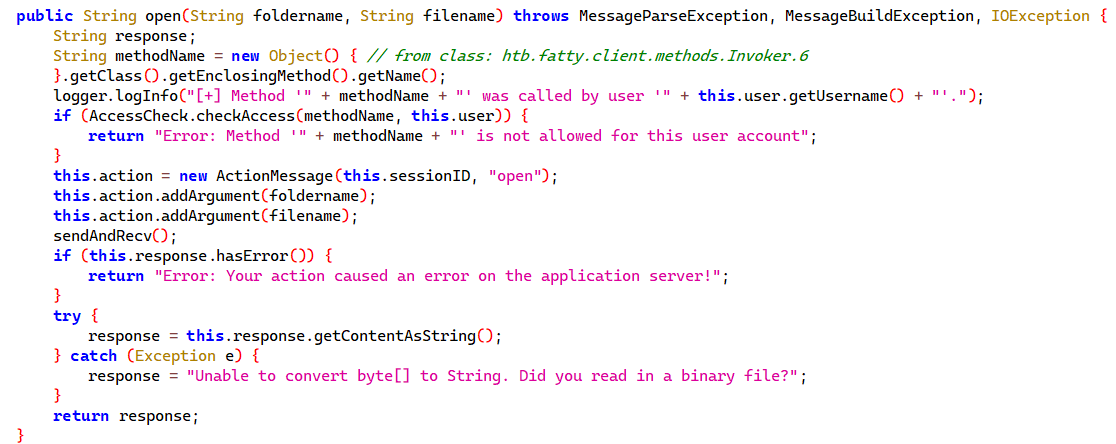 public String open(String foldername, String filename) throws MessageParseException, MessageBuildException, IOException {
    String response;
    String methodName = new Object() { // from class: htb.fatty.client.methods.Invoker.6
    }.getClass().getEnclosingMethod().getName();
    logger.logInfo("[+] Method '" + methodName + "' was called by user '" + this.user.getUsername() + "'.");
    if (AccessCheck.checkAccess(methodName, this.user)) {
        return "Error: Method '" + methodName + "' is not allowed for this user account";
    }
    this.action = new ActionMessage(this.sessionID, "open");
    this.action.addArgument(foldername);
    this.action.addArgument(filename);
    sendAndRecv();
    if (this.response.hasError()) {
        return "Error: Your action caused an error on the application server!";
    }
    try {
        response = this.response.getContentAsString();
    } catch (Exception e) {
        response = "Unable to convert byte[] to String. Did you read in a binary file?";
    }
    return response;
}